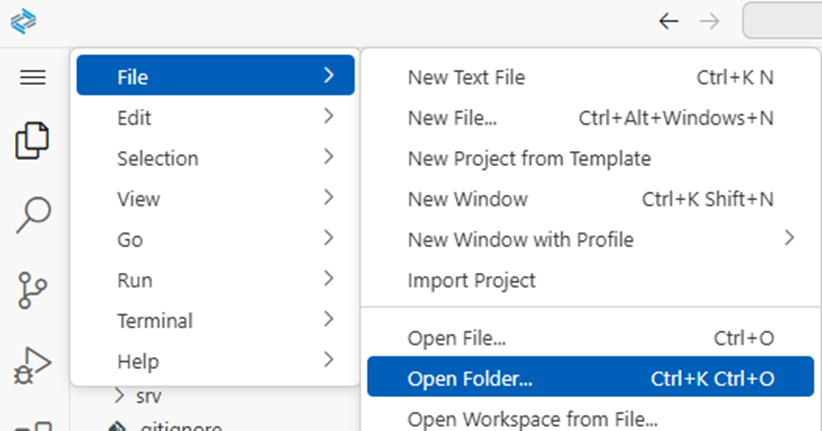 File
Edit
Selection
View
Go
Run
Terminal
Help
srv
.gitignore
New Text File Ctrl+K N
New File... Ctrl+Alt+Windows+N
New Project from Template
New Window Ctrl+K Shift+N
New Window with Profile
Import Project
Open File... Ctrl+O
Open Folder... Ctrl+K Ctrl+O
Open Workspace from File...